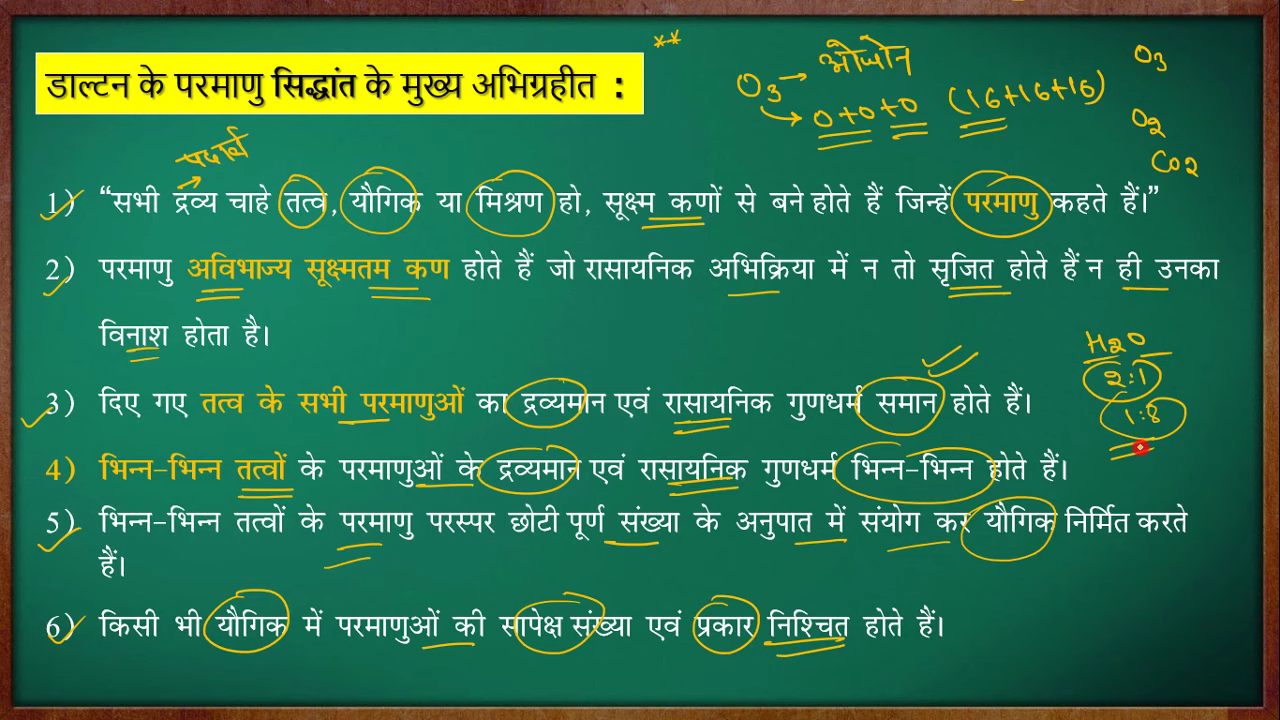 डाल्टन के परमाणु सिद्धांत के मुख्य अभिग्रहीत :
**
O3 → ओजोन
→ O+O+O (16+16+16)
O3
O2
CO2
पदार्थ
1) “सभी द्रव्य चाहे तत्व, यौगिक या मिश्रण हो, सूक्ष्म कणों से बने होते हैं जिन्हें परमाणु कहते हैं।”
2) परमाणु अविभाज्य सूक्ष्मतम कण होते हैं जो रासायनिक अभिक्रिया में न तो सृजित होते हैं न ही उनका
विनाश होता है।
H2O
2:1
1:8
3) दिए गए तत्व के सभी परमाणुओं का द्रव्यमान एवं रासायनिक गुणधर्म समान होते हैं।
4) भिन्न-भिन्न तत्वों के परमाणुओं के द्रव्यमान एवं रासायनिक गुणधर्म भिन्न-भिन्न होते हैं।
5) भिन्न-भिन्न तत्वों के परमाणु परस्पर छोटी पूर्ण संख्या के अनुपात में संयोग कर यौगिक निर्मित करते
हैं।
6) किसी भी यौगिक में परमाणुओं की सापेक्ष संख्या एवं प्रकार निश्चित होते हैं।